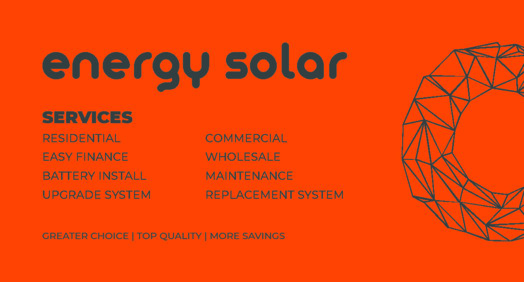 energy solar
SERVICES
RESIDENTIAL
EASY FINANCE
BATTERY INSTALL
UPGRADE SYSTEM
COMMERCIAL
WHOLESALE
MAINTENANCE
REPLACEMENT SYSTEM
GREATER CHOICE | TOP QUALITY | MORE SAVINGS